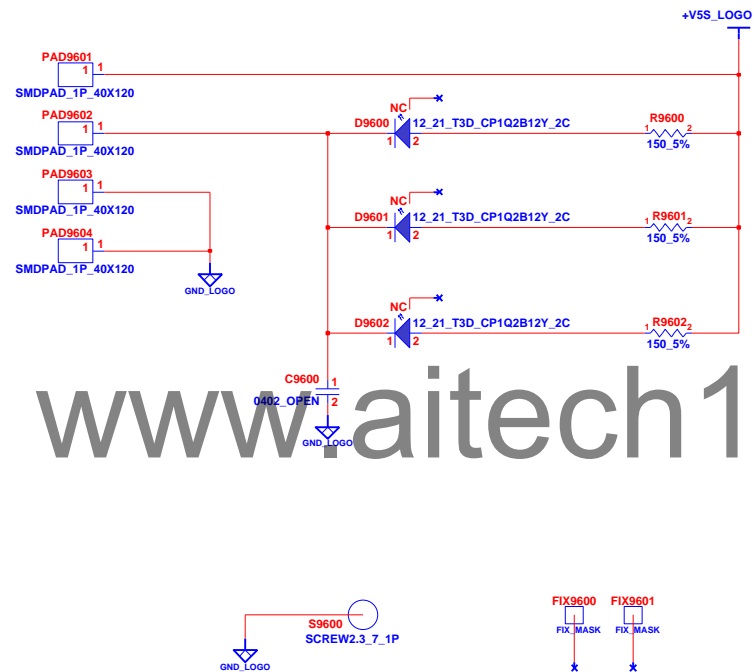 +V5S_LOGO
PAD9601
1 1
SMDPAD_1P_40X120
PAD9602
1 1
SMDPAD_1P_40X120
NC
D9600 12_21_T3D_CP1Q2B12Y_2C
1 2
R9600
1 2
150_5%
PAD9603
1 1
SMDPAD_1P_40X120
NC
D9601 12_21_T3D_CP1Q2B12Y_2C
1 2
R9601
1 2
150_5%
PAD9604
1 1
SMDPAD_1P_40X120
GND_LOGO
NC
D9602 12_21_T3D_CP1Q2B12Y_2C
1 2
R9602
1 2
150_5%
C9600 1
0402_OPEN 2
GND_LOGO
www.aitech1
S9600
SCREW2.3_7_1P
GND_LOGO
FIX9600 FIX9601
FIX_MASK FIX_MASK